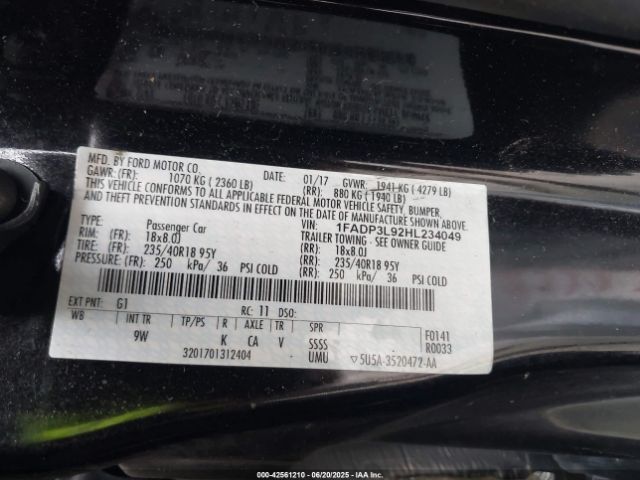 MFD. BY FORD MOTOR CO.
DATE: 01/17 GVWR: 1941 KG ( 4279 LB)
GAWR: (FR): 1070 KG ( 2360 LB) (RR): 880 KG ( 1940 LB)
THIS VEHICLE CONFORMS TO ALL APPLICABLE FEDERAL MOTOR VEHICLE SAFETY, BUMPER,
AND THEFT PREVENTION STANDARDS IN EFFECT ON THE DATE OF MANUFACTURE SHOWN ABOVE.
VIN: 1FADP3L92HL234049
Passenger Car TRAILER TOWING - SEE OWNER GUIDE
RIM: (FR) 18x8.0J (RR): 18x8.0J
TIRE: (FR): 235/40R18 95Y (RR): 235/40R18 95Y
PRESSURE: (FR) 250 kPa/ 36 PSI COLD (RR): 250 kPa/ 36 PSI COLD
EXT PNT: G1 RC: 11 DSO:
WB INT TR TP/PS R AXLE TR SPR
9W K CA V SSSS
UMU
F0141
R0033
3201701312404
▽5U5A-3520472-AA
000-42561210 - 06/20/2025 - IAAI.COM